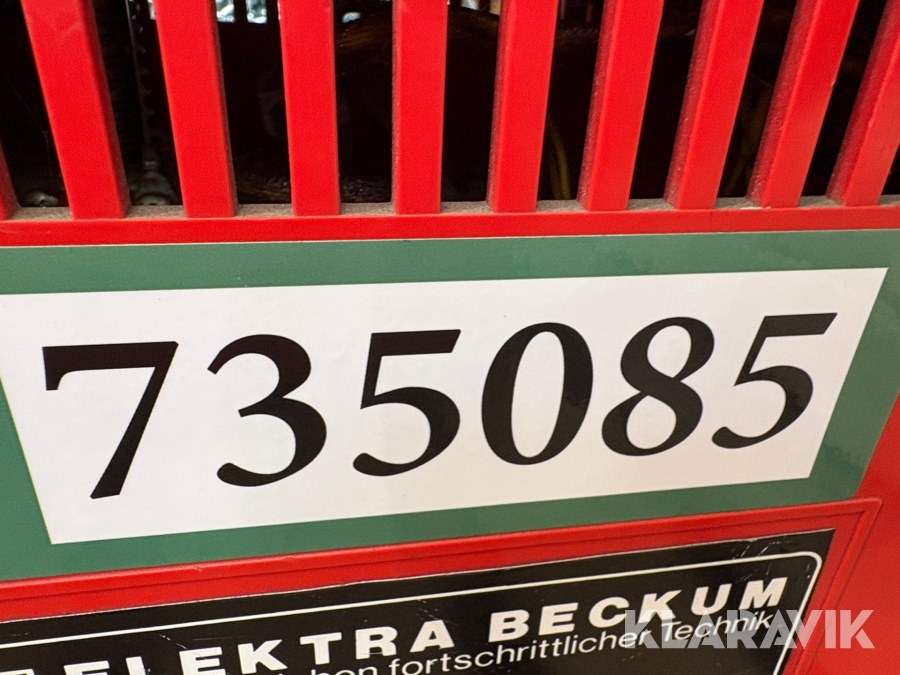 735085
ELEKTRA BECKUM
fortschrittlicher Technik
KLARAVIK